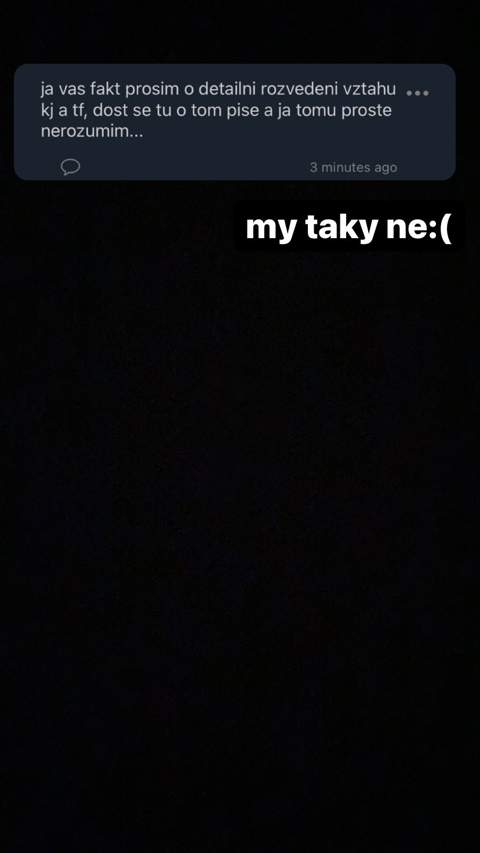 ja vas fakt prosim o detailni rozvedeni vztahu
kj a tf, dost se tu o tom pise a ja tomu proste
nerozumim...
3 minutes ago
my taky ne:(